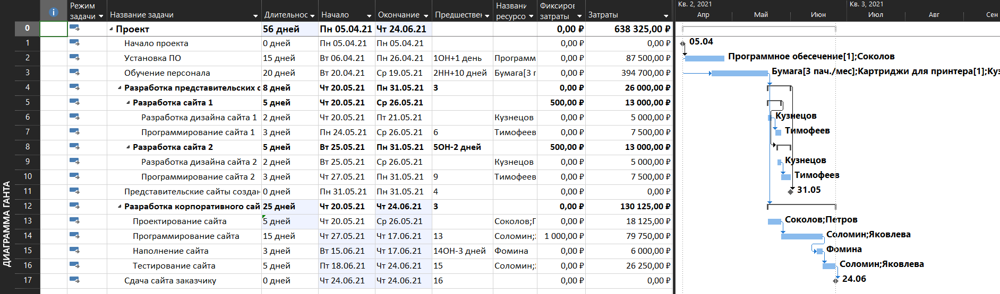 Режим задачи Название задачи Длительнос Начало Окончание Предшествен Названи ресурсо Фиксиров затраты Затраты Кв. 2, 2021 Кв. 3, 2021
Апр Май Июн Июл Авг Сен
0 Проект 56 дней Пн 05.04.21 Чт 24.06.21 0,00 ₽ 638 325,00 ₽
1 Начало проекта 0 дней Пн 05.04.21 Пн 05.04.21 0,00 ₽ 0,00 ₽ 05.04
2 Установка ПО 15 дней Вт 06.04.21 Пн 26.04.21 1ОН+1 день Программ 0,00 ₽ 87 500,00 ₽ Программное обесечение[1];Соколов
3 Обучение персонала 20 дней Вт 20.04.21 Ср 19.05.21 2НН+10 дней Бумага[3 г 0,00 ₽ 394 700,00 ₽ Бумага[3 пач./мес];Картриджи для принтера[1];Куз
4 Разработка представительских с 8 дней Чт 20.05.21 Пн 31.05.21 3 0,00 ₽ 26 000,00 ₽
5 Разработка сайта 1 5 дней Чт 20.05.21 Ср 26.05.21 500,00 ₽ 13 000,00 ₽
6 Разработка дизайна сайта 1 2 дней Чт 20.05.21 Пт 21.05.21 Кузнецов 0,00 ₽ 5 000,00 ₽ Кузнецов
7 Программирование сайта 1 3 дней Пн 24.05.21 Ср 26.05.21 6 Тимофеев 0,00 ₽ 7 500,00 ₽ Тимофеев
8 Разработка сайта 2 5 дней Вт 25.05.21 Пн 31.05.21 5ОН-2 дней 500,00 ₽ 13 000,00 ₽
9 Разработка дизайна сайта 2 2 дней Вт 25.05.21 Ср 26.05.21 Кузнецов 0,00 ₽ 5 000,00 ₽ Кузнецов
10 Программирование сайта 2 3 дней Чт 27.05.21 Пн 31.05.21 9 Тимофеев 0,00 ₽ 7 500,00 ₽ Тимофеев
11 Представительские сайты создан 0 дней Пн 31.05.21 Пн 31.05.21 4 0,00 ₽ 0,00 ₽ 31.05
12 Разработка корпоративного сай 25 дней Чт 20.05.21 Чт 24.06.21 3 0,00 ₽ 130 125,00 ₽
13 Проектирование сайта 5 дней Чт 20.05.21 Ср 26.05.21 Соколов;Г 0,00 ₽ 18 125,00 ₽ Соколов;Петров
14 Программирование сайта 15 дней Чт 27.05.21 Чт 17.06.21 13 Соломин; 1 000,00 ₽ 79 750,00 ₽ Соломин;Яковлева
15 Наполнение сайта 3 дней Вт 15.06.21 Чт 17.06.21 14ОН-3 дней Фомина 0,00 ₽ 6 000,00 ₽ Фомина
16 Тестирование сайта 5 дней Пт 18.06.21 Чт 24.06.21 15 Соломин; 0,00 ₽ 26 250,00 ₽ Соломин;Яковлева
17 Сдача сайта заказчику 0 дней Чт 24.06.21 Чт 24.06.21 16 0,00 ₽ 0,00 ₽ 24.06
ДИАГРАММА ГАНТА